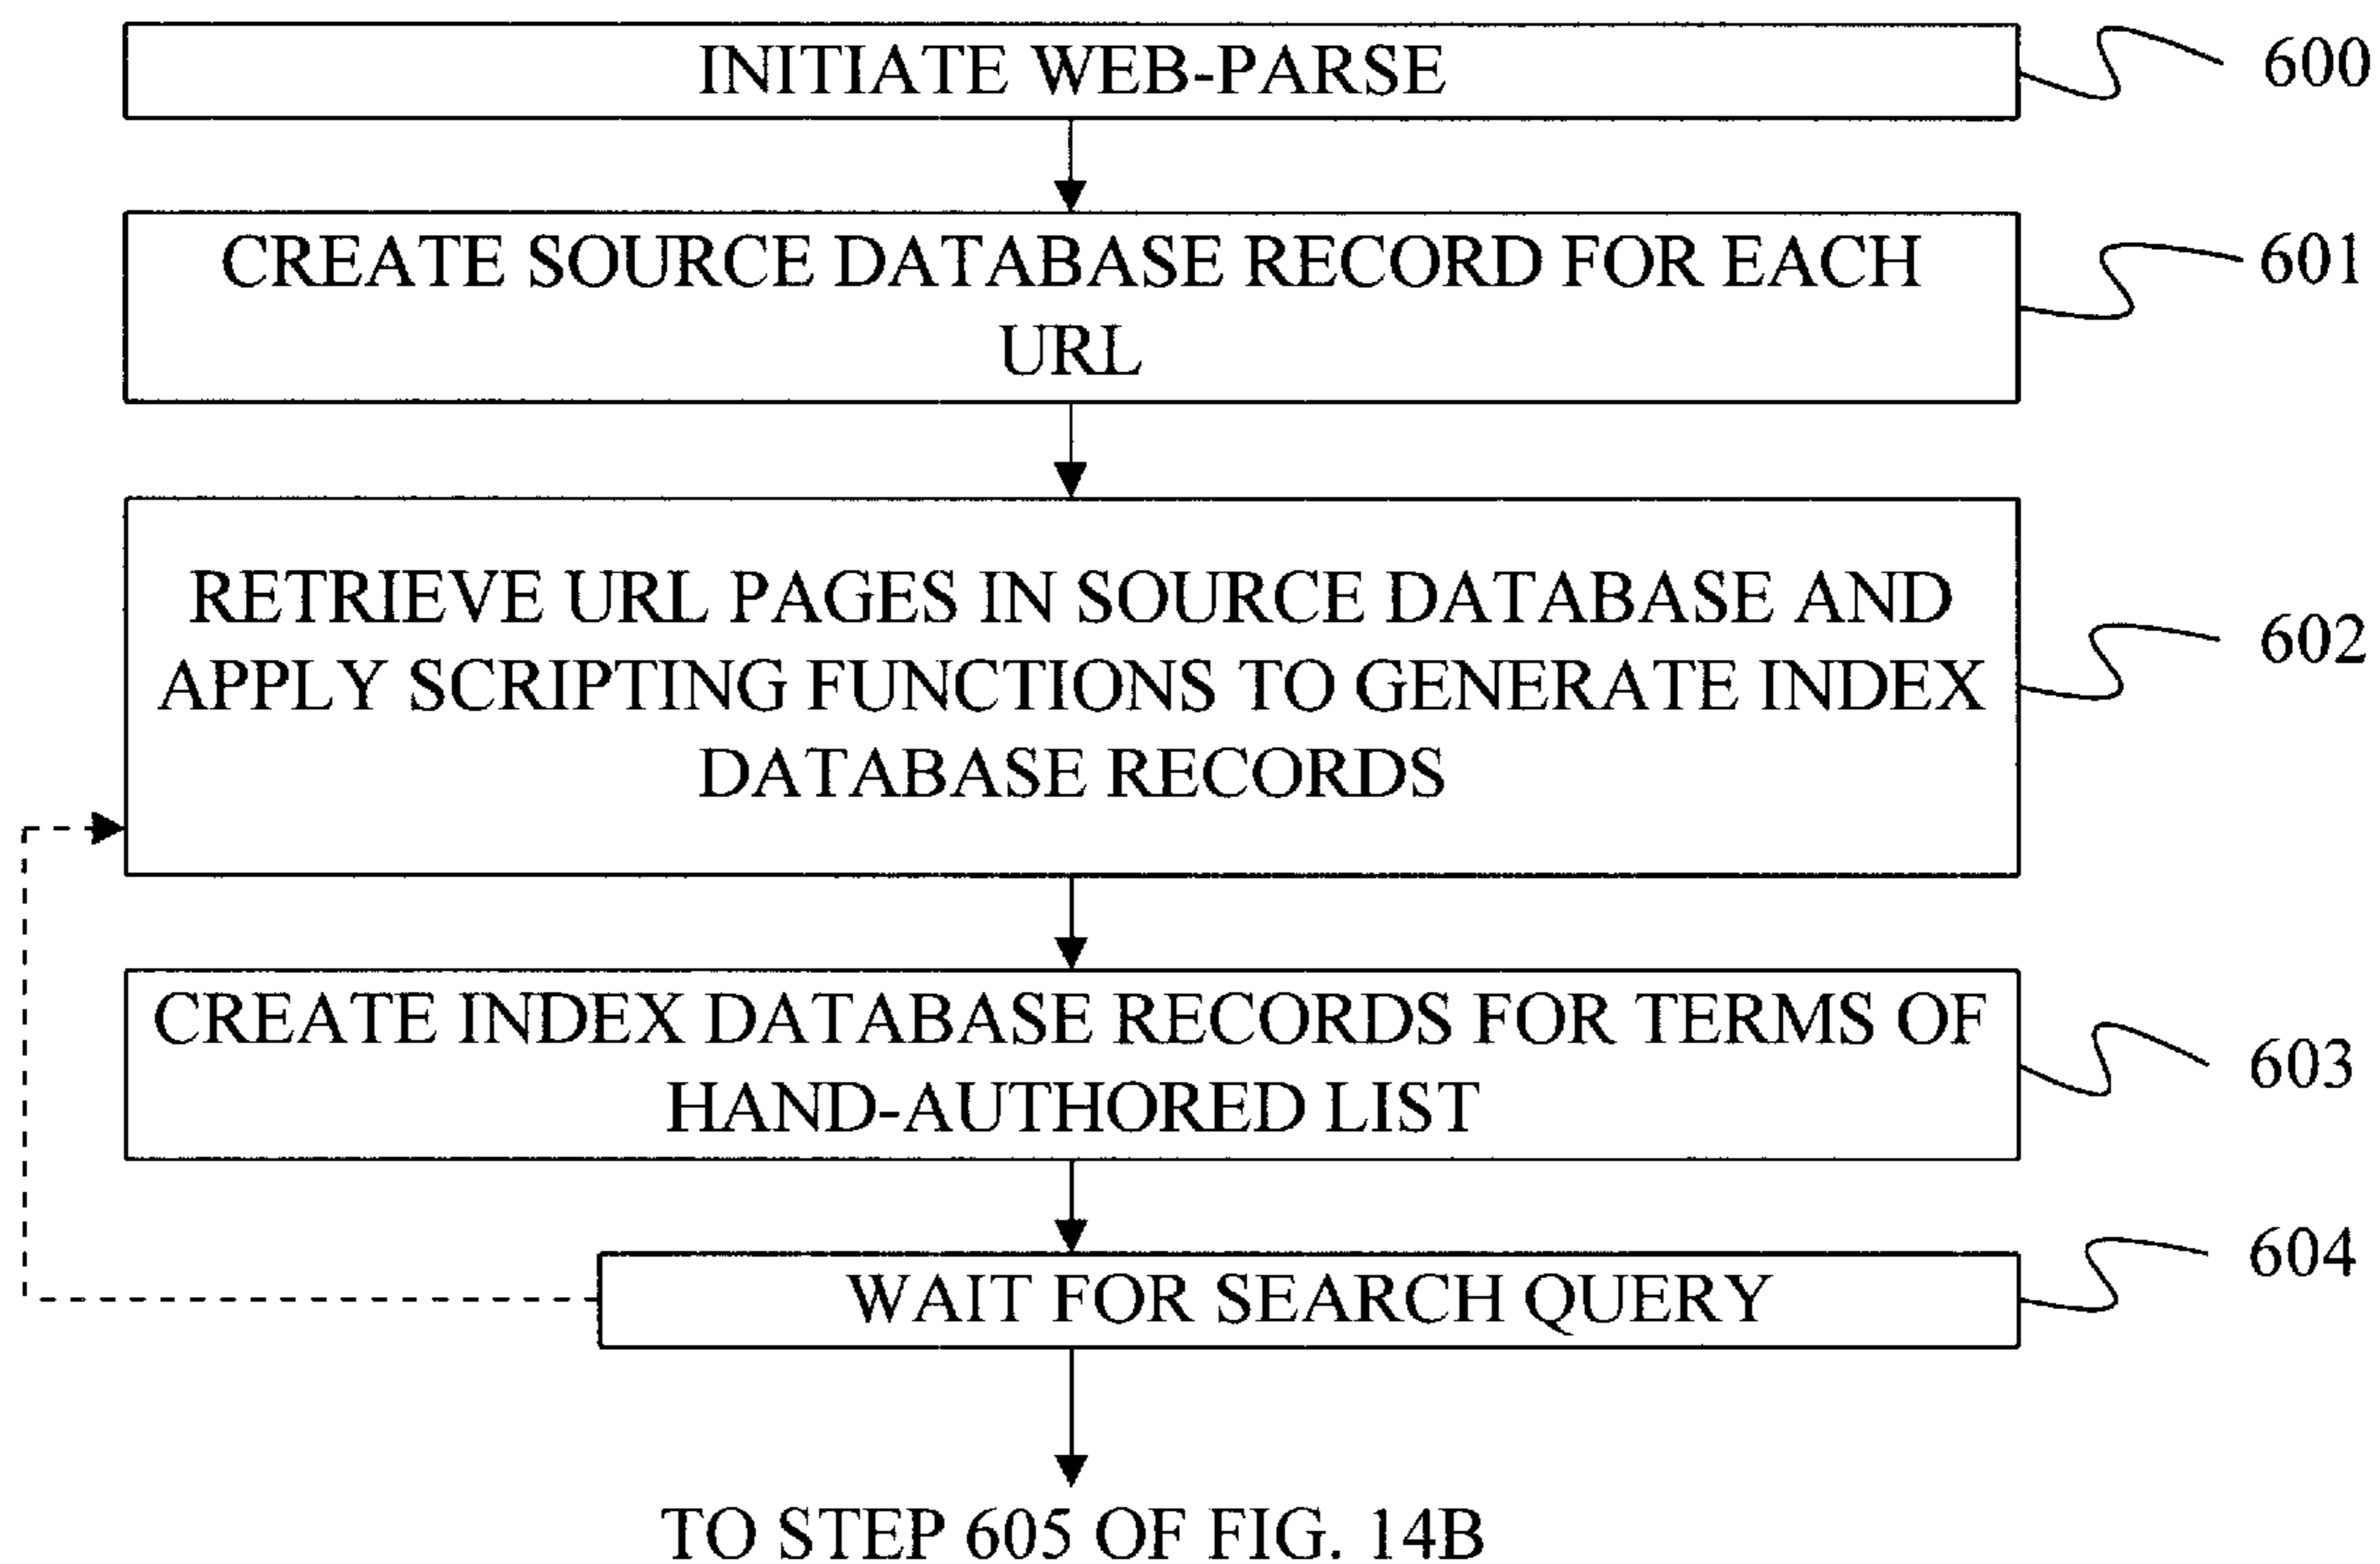 INITIATE WEB-PARSE
600
CREATE SOURCE DATABASE RECORD FOR EACH
URL
601
RETRIEVE URL PAGES IN SOURCE DATABASE AND
APPLY SCRIPTING FUNCTIONS TO GENERATE INDEX
DATABASE RECORDS
602
CREATE INDEX DATABASE RECORDS FOR TERMS OF
HAND-AUTHORED LIST
603
WAIT FOR SEARCH QUERY
604
TO STEP 605 OF FIG. 14B